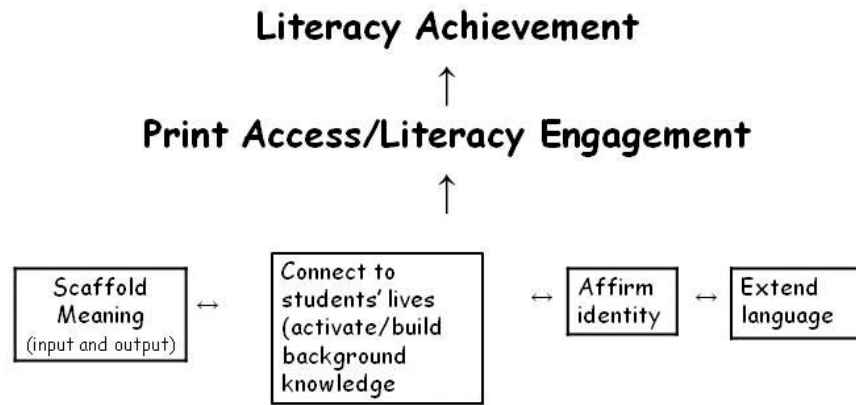 Literacy Achievement
↑
Print Access/Literacy Engagement
↑
Scaffold
Meaning
(input and output)
↔
Connect to
students' lives
(activate/build
background
knowledge
↔
Affirm
identity
↔
Extend
language